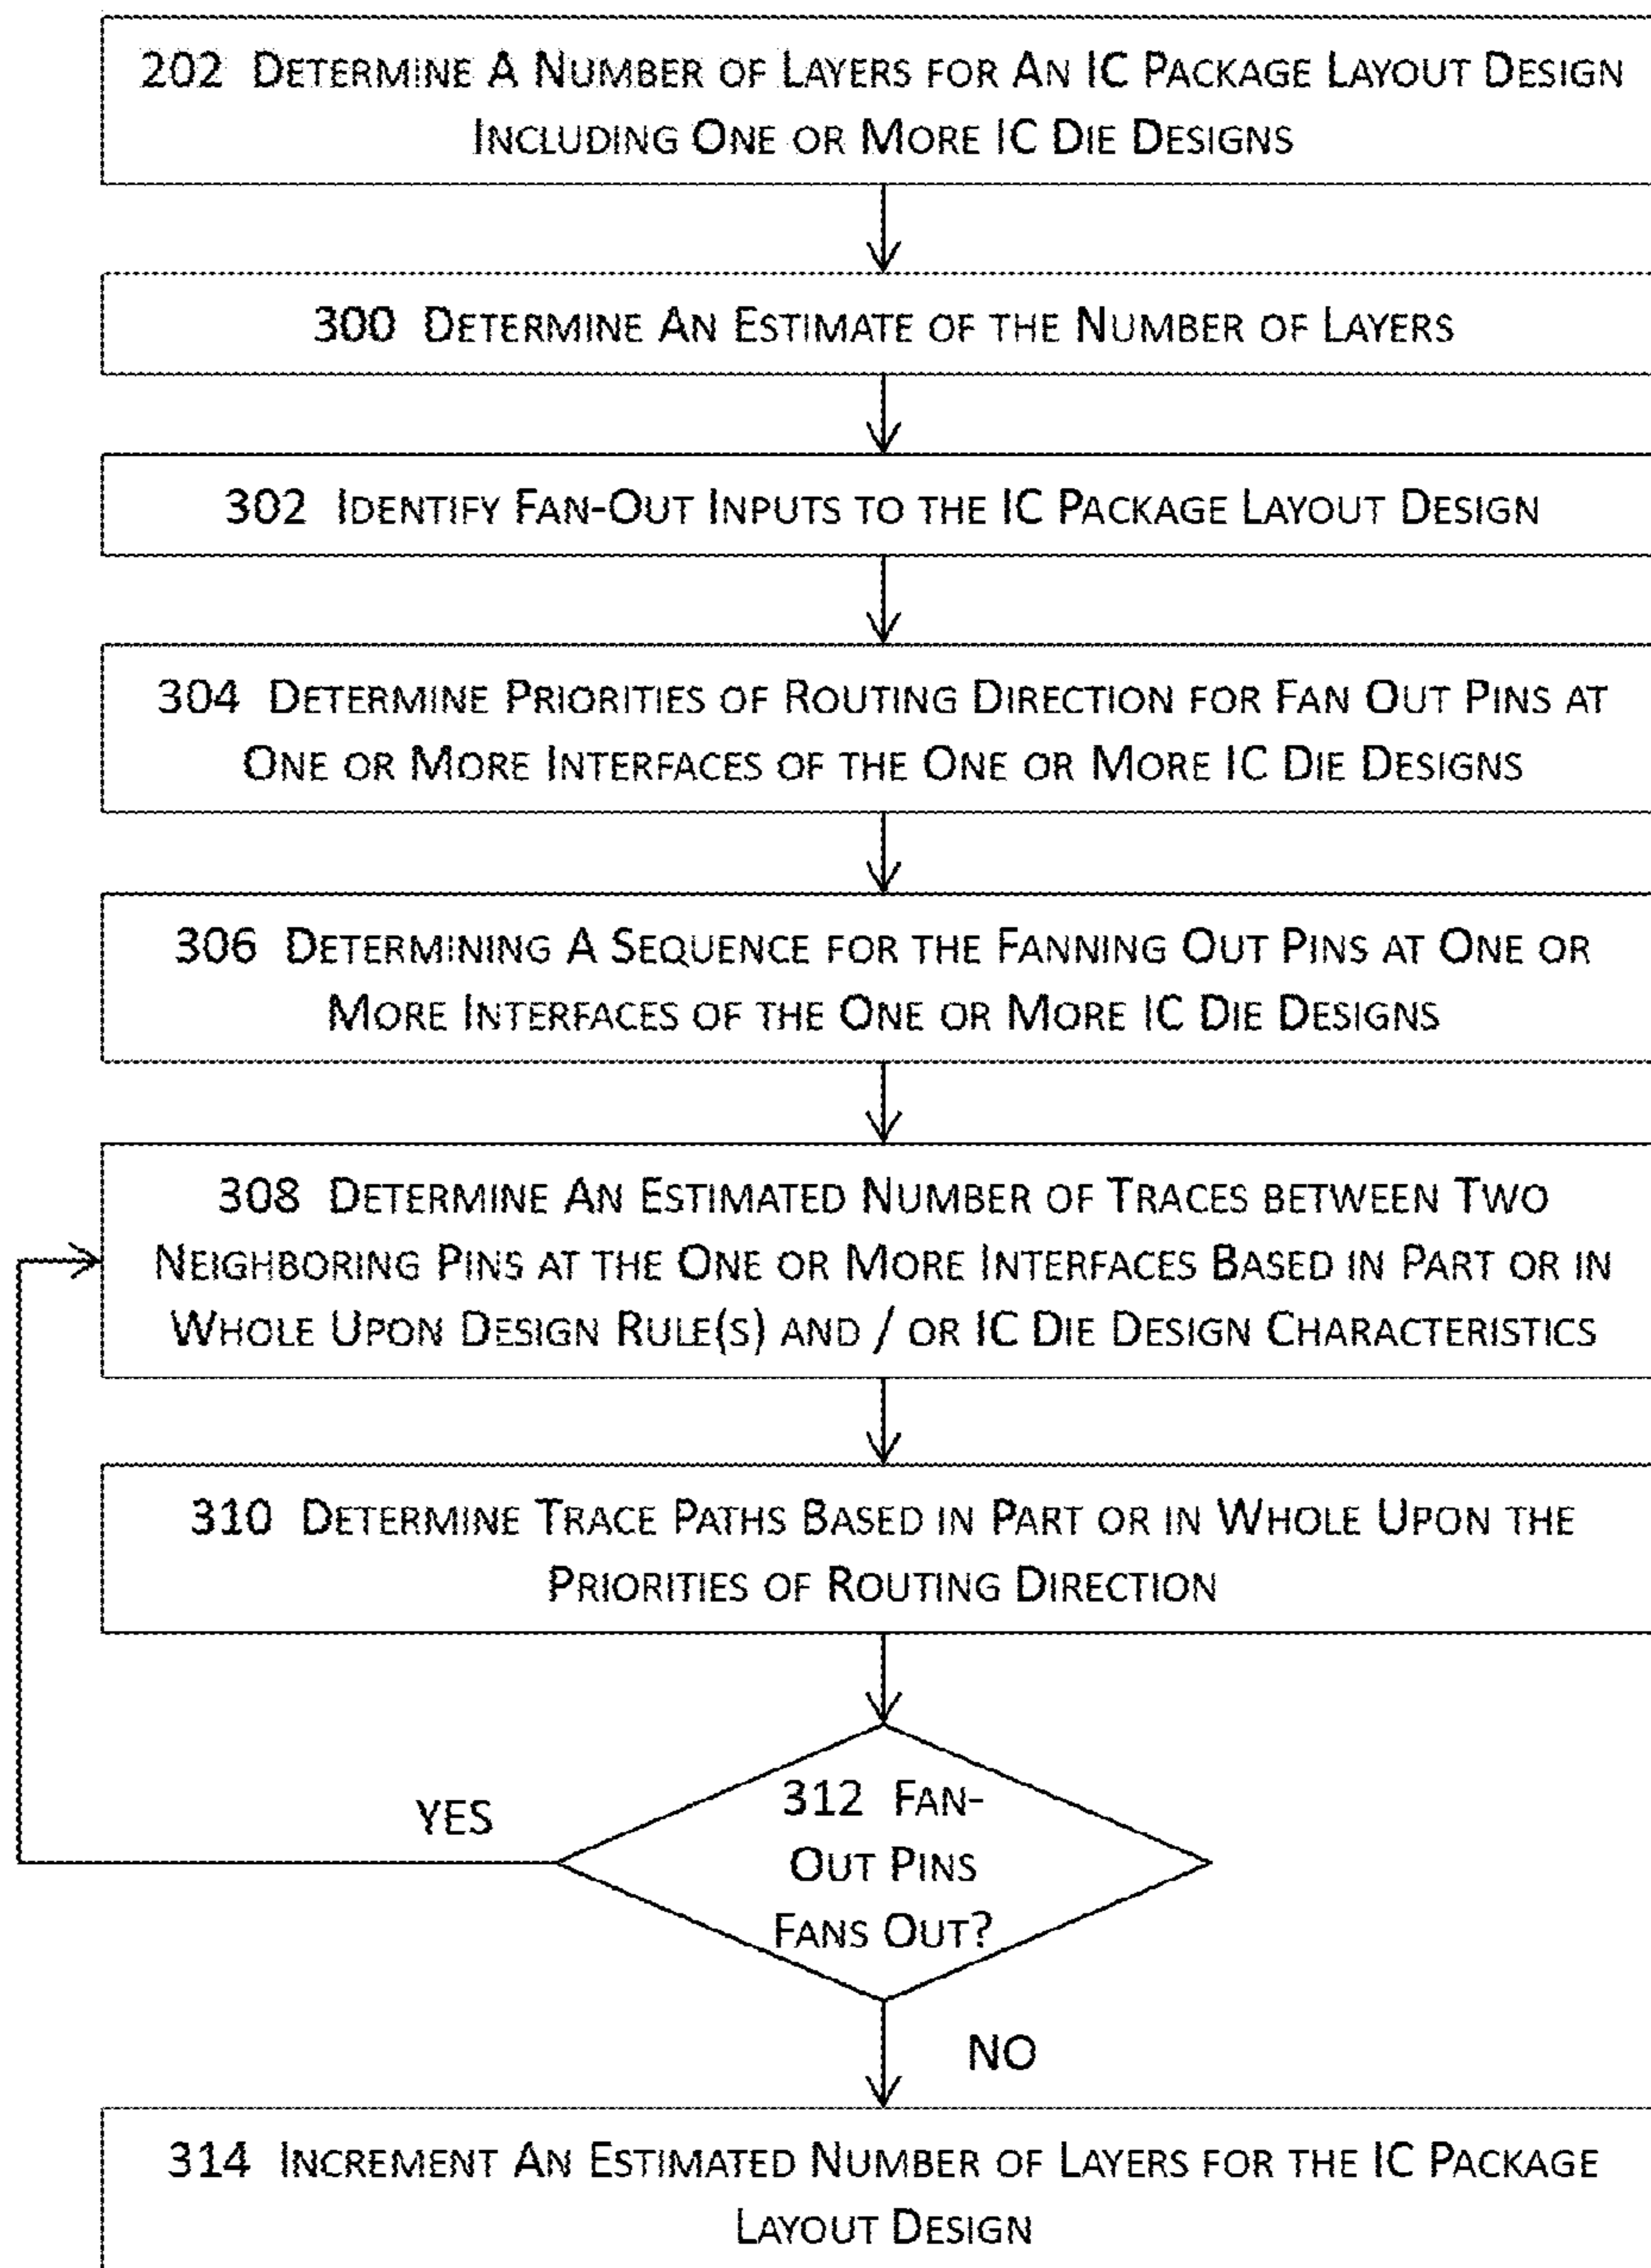 202 DETERMINE A NUMBER OF LAYERS FOR AN IC PACKAGE LAYOUT DESIGN
INCLUDING ONE OR MORE IC DIE DESIGNS
300 DETERMINE AN ESTIMATE OF THE NUMBER OF LAYERS
302 IDENTIFY FAN-OUT INPUTS TO THE IC PACKAGE LAYOUT DESIGN
304 DETERMINE PRIORITIES OF ROUTING DIRECTION FOR FAN OUT PINS AT
ONE OR MORE INTERFACES OF THE ONE OR MORE IC DIE DESIGNS
306 DETERMINING A SEQUENCE FOR THE FANNING OUT PINS AT ONE OR
MORE INTERFACES OF THE ONE OR MORE IC DIE DESIGNS
308 DETERMINE AN ESTIMATED NUMBER OF TRACES BETWEEN TWO
NEIGHBORING PINS AT THE ONE OR MORE INTERFACES BASED IN PART OR IN
WHOLE UPON DESIGN RULE(S) AND / OR IC DIE DESIGN CHARACTERISTICS
310 DETERMINE TRACE PATHS BASED IN PART OR IN WHOLE UPON THE
PRIORITIES OF ROUTING DIRECTION
312 FAN-
OUT PINS
FANS OUT?
YES
NO
314 INCREMENT AN ESTIMATED NUMBER OF LAYERS FOR THE IC PACKAGE
LAYOUT DESIGN